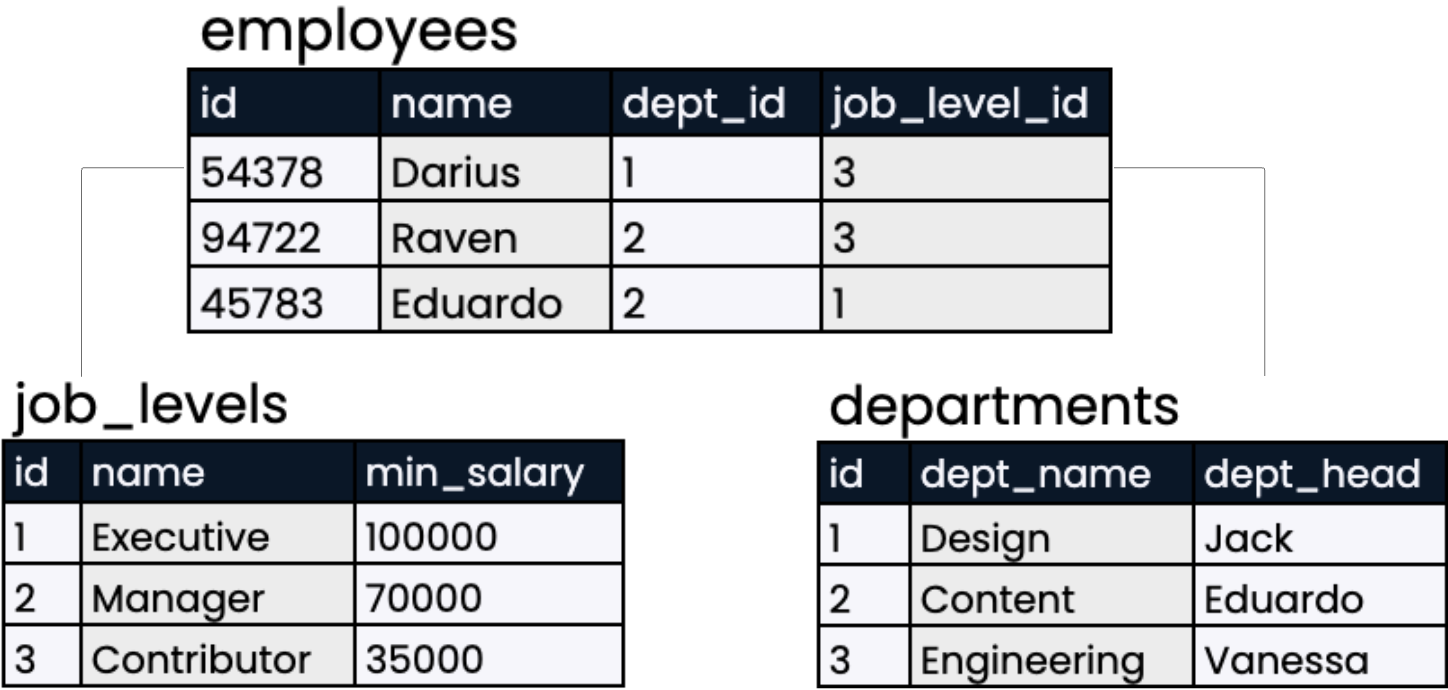 employees
id name dept_id job_level_id
54378 Darius 1 3
94722 Raven 2 3
45783 Eduardo 2 1
job_levels
id name min_salary
1 Executive 100000
2 Manager 70000
3 Contributor 35000
departments
id dept_name dept_head
1 Design Jack
2 Content Eduardo
3 Engineering Vanessa